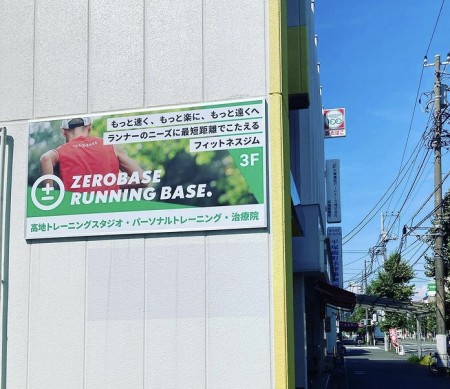 もっと速く、もっと楽に、もっと遠くへ
ランナーのニーズに最短距離でこたえる
フィットネスジム
3F
ZEROBASE
RUNNING BASE.
高地トレーニングスタジオ・パーソナルトレーニング・治療院
たばこ